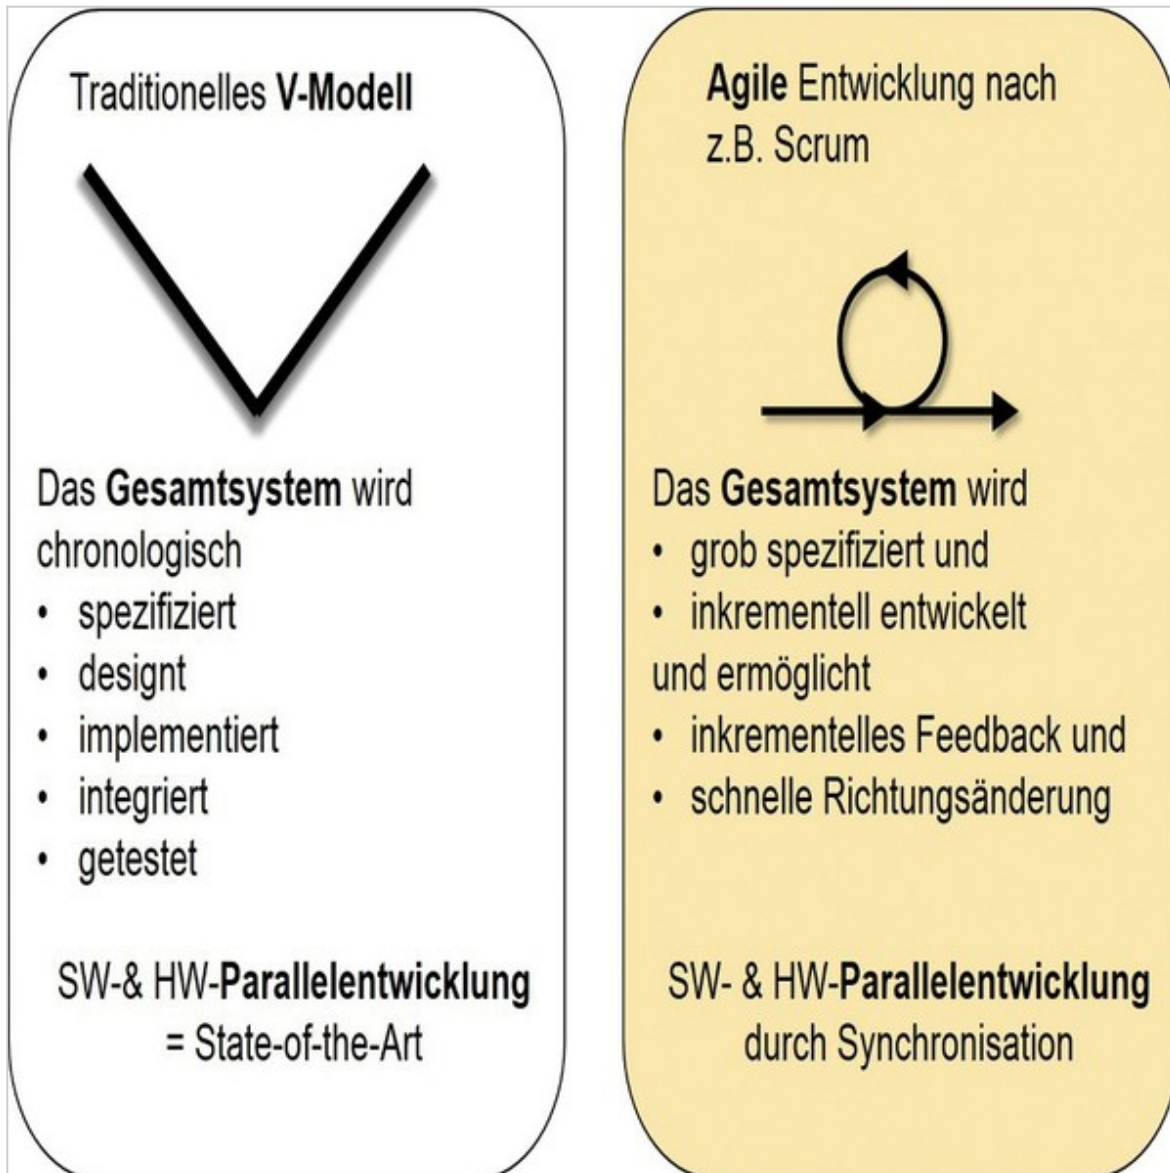 Traditionelles V-Modell
Das Gesamtsystem wird
chronologisch
• spezifiziert
• designt
• implementiert
• integriert
• getestet
SW-& HW-Parallelentwicklung
= State-of-the-Art
Agile Entwicklung nach
z.B. Scrum
Das Gesamtsystem wird
• grob spezifiziert und
• inkrementell entwickelt
und ermöglicht
• inkrementelles Feedback und
• schnelle Richtungsänderung
SW- & HW-Parallelentwicklung
durch Synchronisation